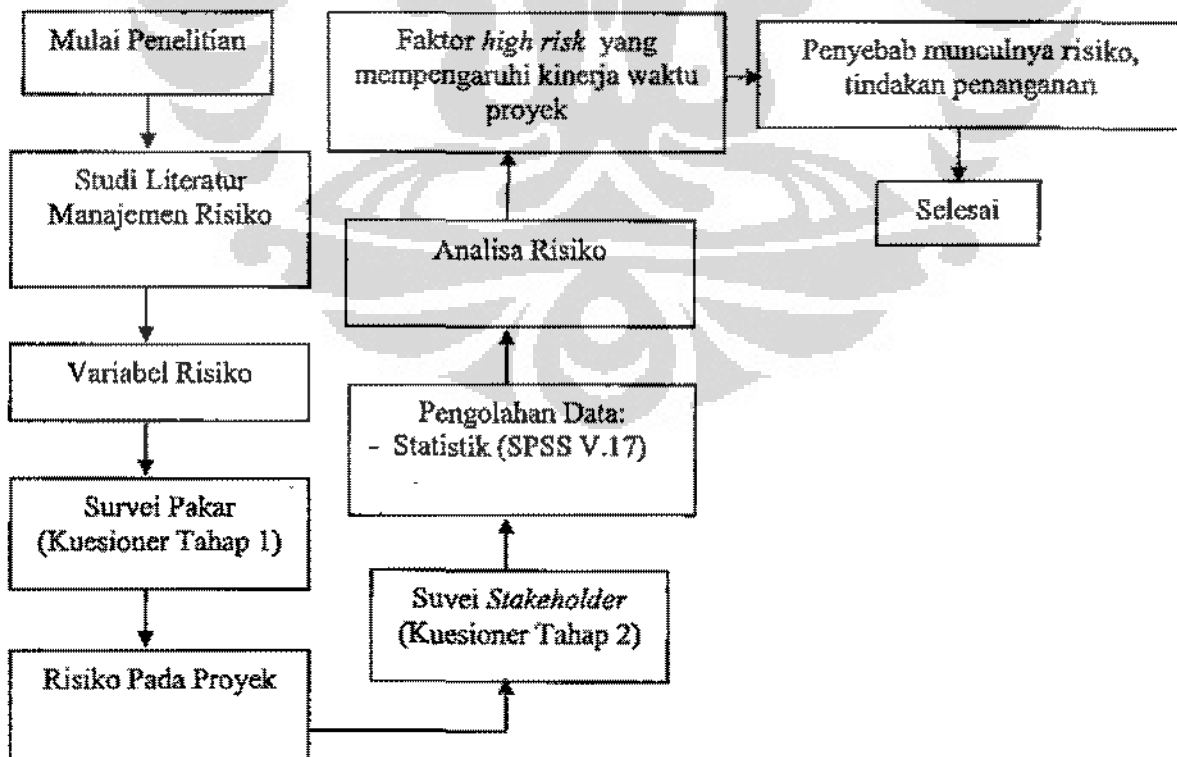 Mulai Penelitian
Studi Literatur
Manajemen Risiko
Variabel Risiko
Survei Pakar
(Kuesioner Tahap 1)
Risiko Pada Proyek
Suvei Stakeholder
(Kuesioner Tahap 2)
Pengolahan Data:
- Statistik (SPSS V.17)
-
Analisa Risiko
Faktor high risk yang
mempengaruhi kinerja waktu
proyek
Penyebab munculnya risiko,
tindakan penanganan
Selesai